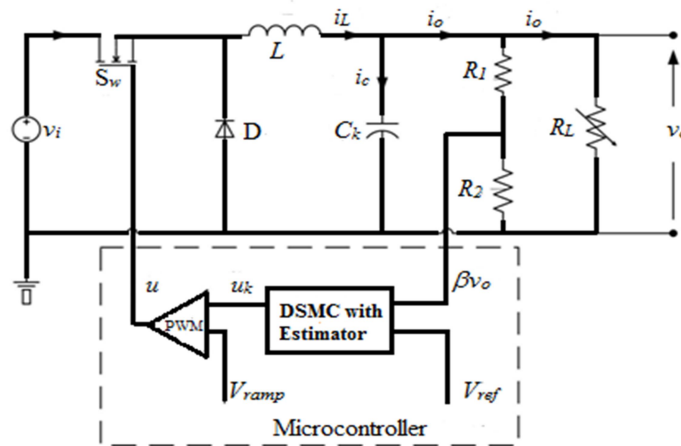 i_L
i_o
i_o
S_w
L
i_c
R_1
v_i
D
C_k
R_L
R_2
u
u_k
βv_o
PWM
DSMC with
Estimator
V_ramp
V_ref
Microcontroller